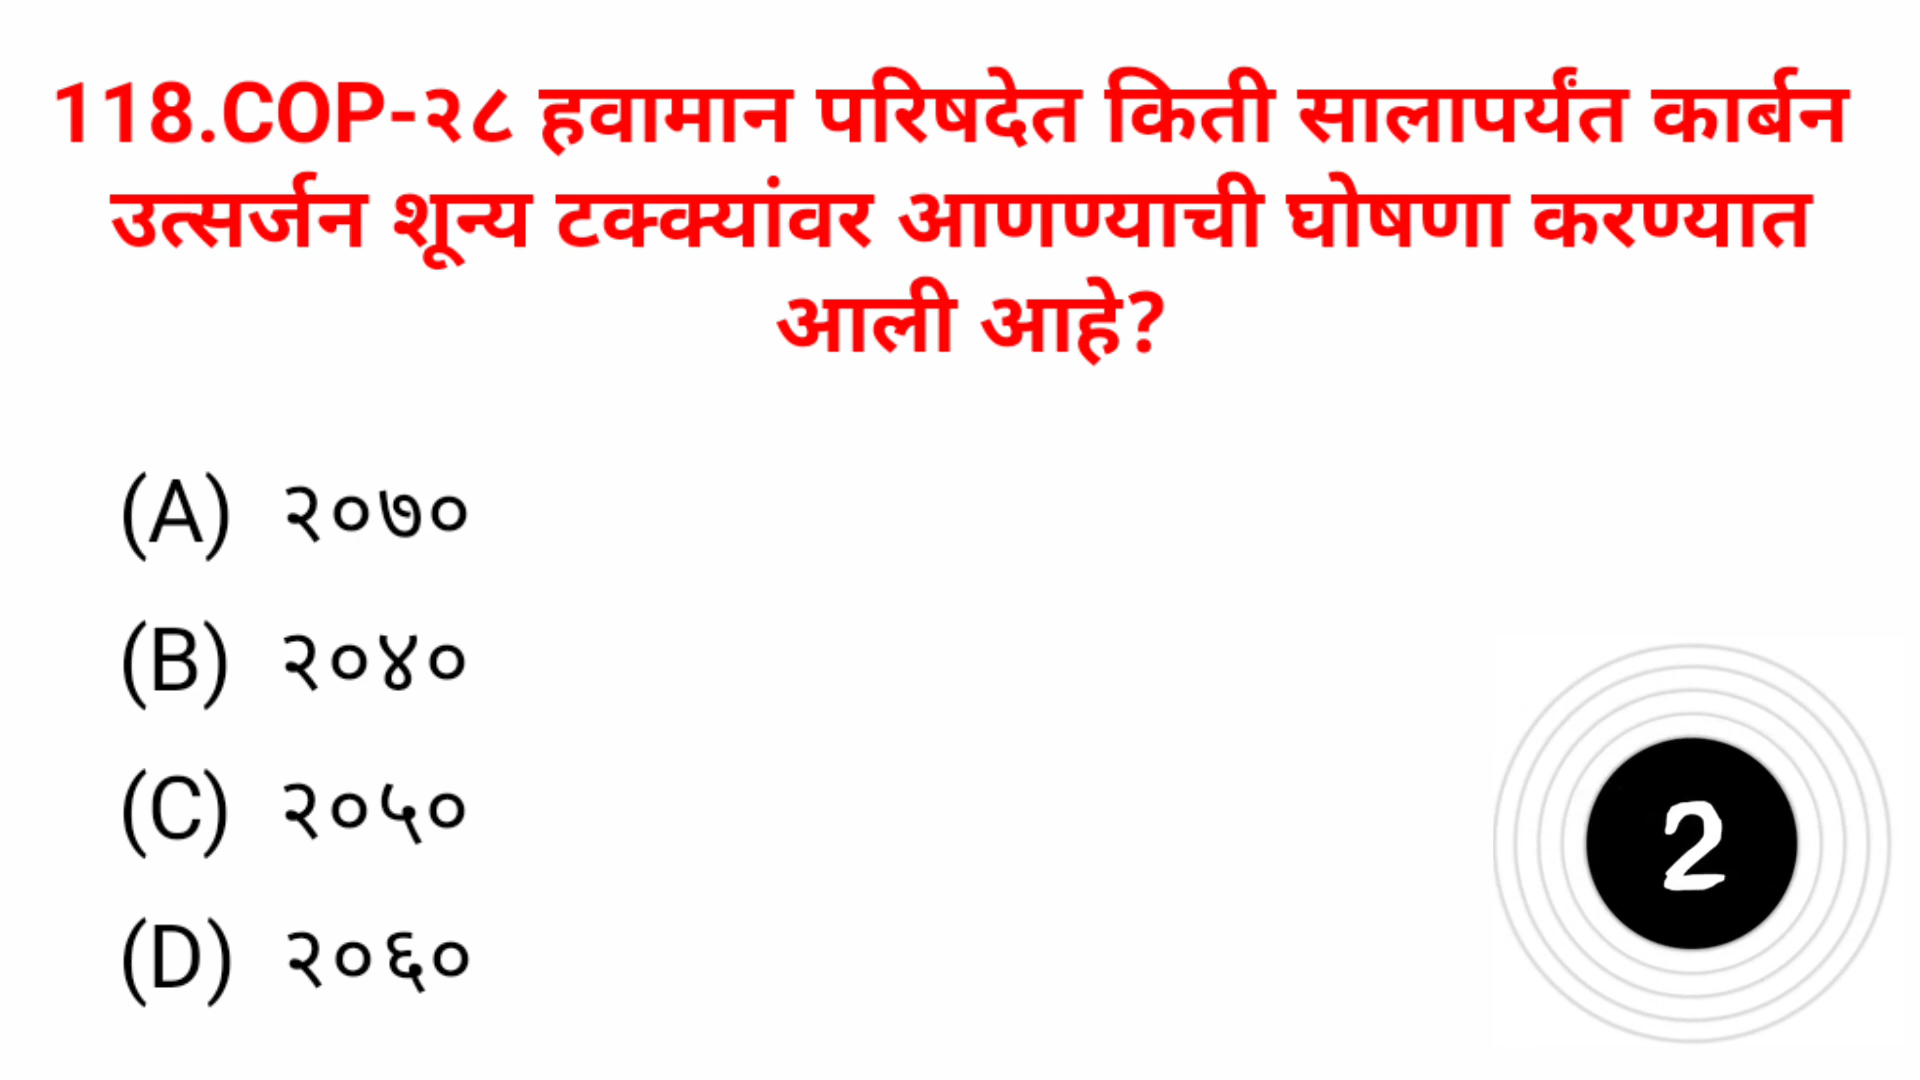 118.COP-२८ हवामान परिषदेत किती सालापर्यंत कार्बन
उत्सर्जन शून्य टक्क्यांवर आणण्याची घोषणा करण्यात
आली आहे?
(A) २०७०
(B) २०४०
(C) २०५०
(D) २०६०
2